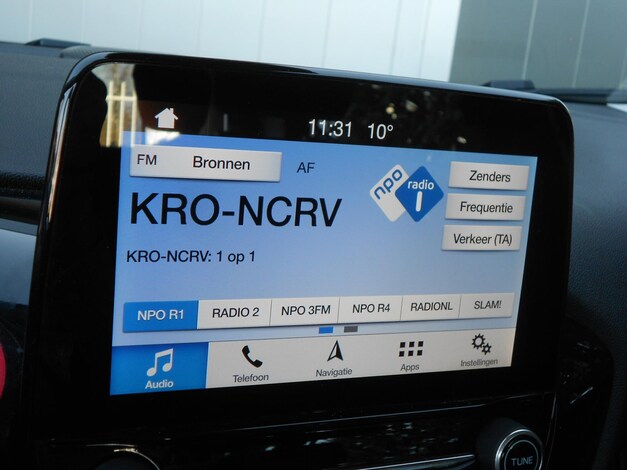 11:31 10°
FM Bronnen AF
npo radio 1
Zenders
KRO-NCRV
Frequentie
Verkeer (TA)
KRO-NCRV: 1 op 1
NPO R1 RADIO 2 NPO 3FM NPO R4 RADIONL SLAM!
Audio Telefoon Navigatie Apps Instellingen
TUNE